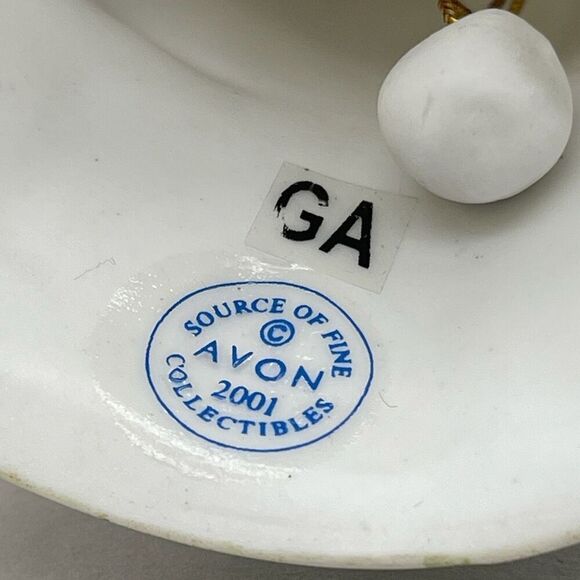 GA
SOURCE OF FINE
©
AVON
2001
COLLECTIBLES